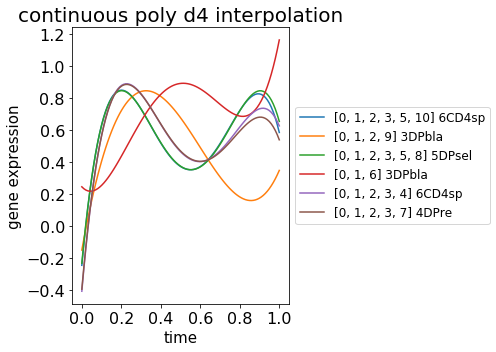 continuous poly d4 interpolation
gene expression
1.2
1.0
0.8
0.6
0.4
0.2
0.0
−0.2
−0.4
0.0 0.2 0.4 0.6 0.8 1.0
time
[0, 1, 2, 3, 5, 10] 6CD4sp
[0, 1, 2, 9] 3DPbla
[0, 1, 2, 3, 5, 8] 5DPsel
[0, 1, 6] 3DPbla
[0, 1, 2, 3, 4] 6CD4sp
[0, 1, 2, 3, 7] 4DPre